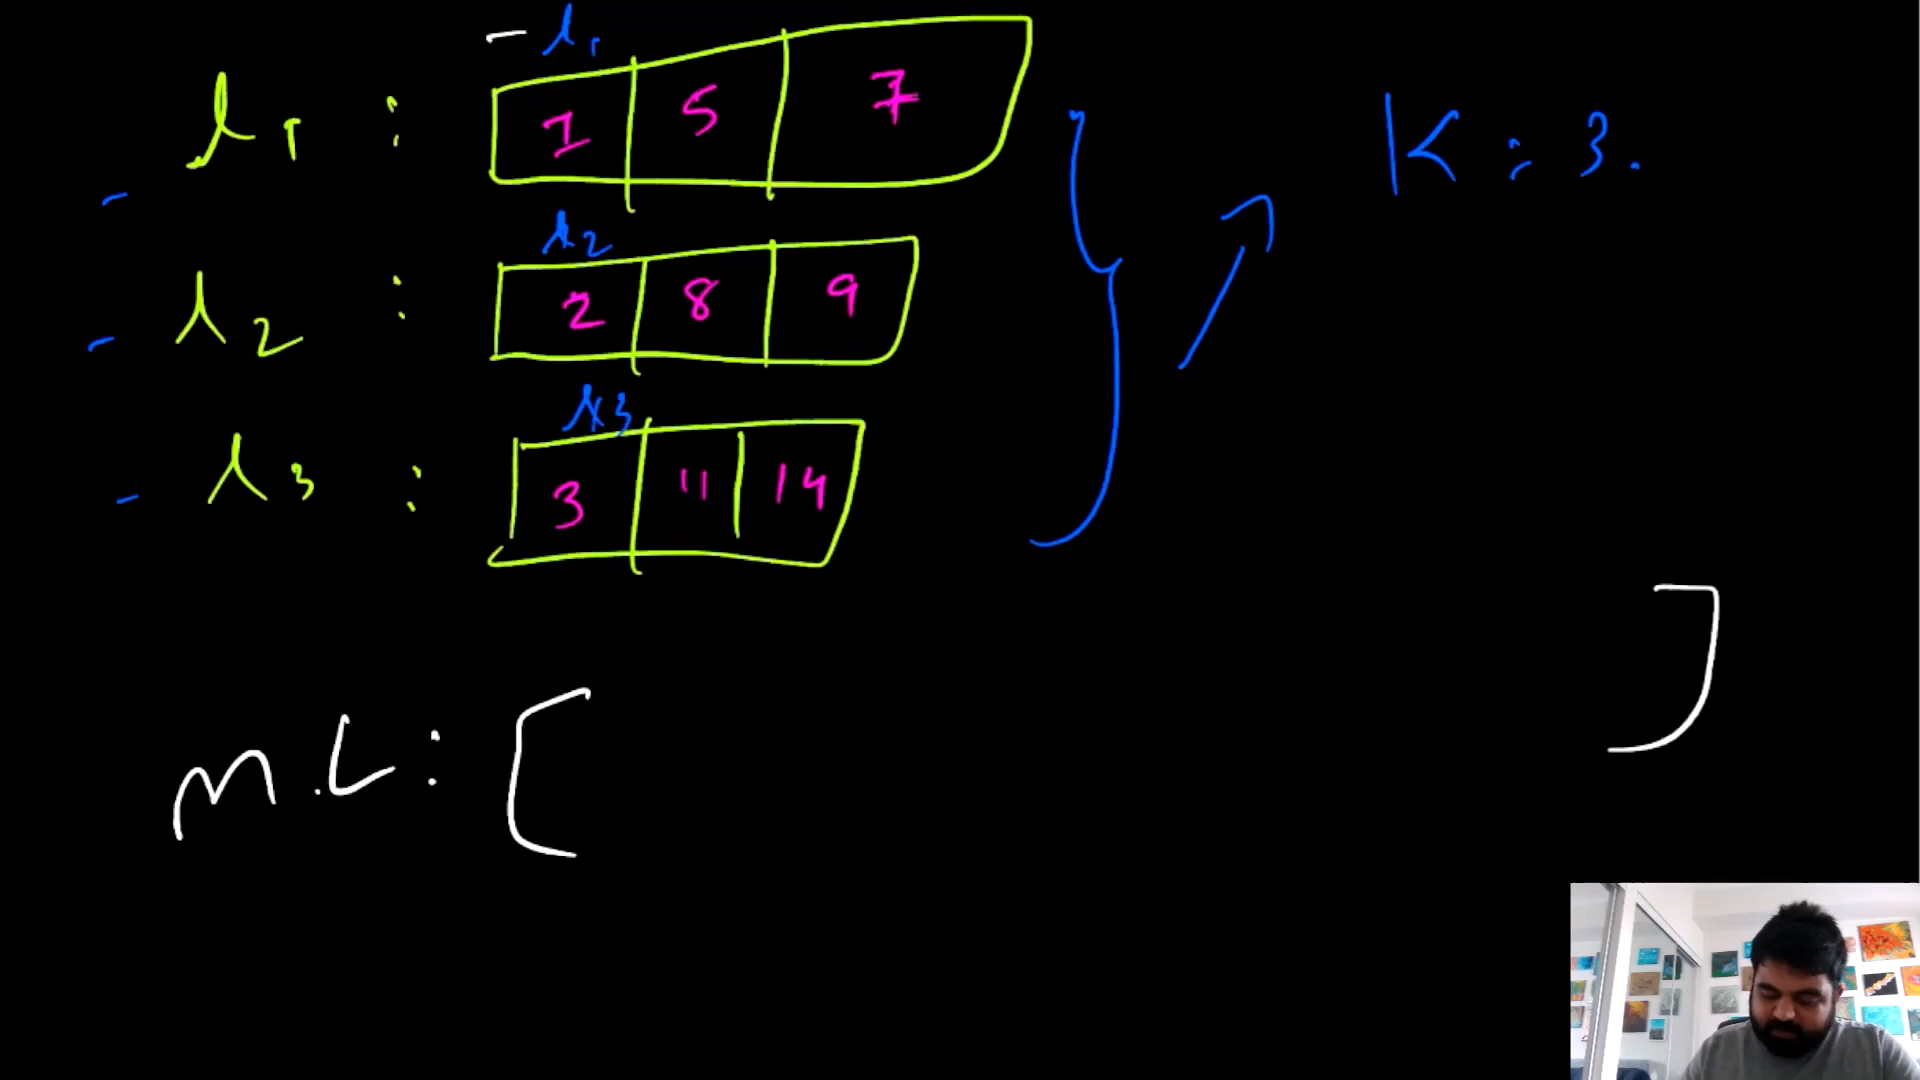 l1
l1 : 1 5 7
K : 3.
l2
l2 : 2 8 9
l3
l3 : 3 11 14
M.L : [ ]